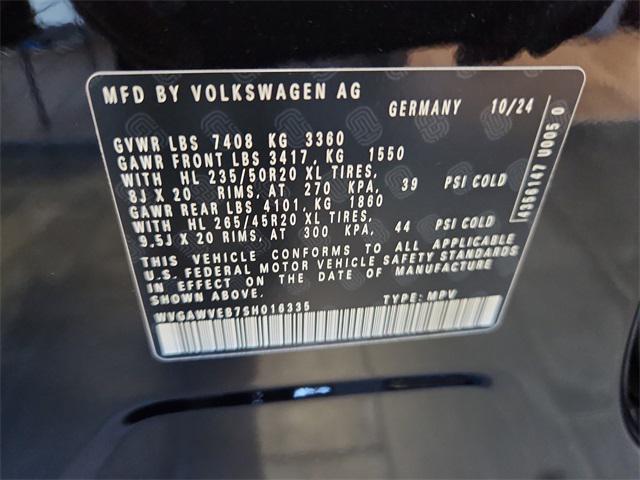 MFD BY VOLKSWAGEN AG GERMANY 10/24
GVWR LBS 7408 KG 3360
GAWR FRONT LBS 3417, KG 1550
WITH HL 235/50R20 XL TIRES,
8J X 20 RIMS, AT 270 KPA, 39 PSI COLD
GAWR REAR LBS 4101, KG 1860
WITH HL 265/45R20 XL TIRES,
9.5J X 20 RIMS, AT 300 KPA, 44 PSI COLD
THIS VEHICLE CONFORMS TO ALL APPLICABLE
U.S. FEDERAL MOTOR VEHICLE SAFETY STANDARDS
IN EFFECT ON THE DATE OF MANUFACTURE
SHOWN ABOVE.
WVGAWVEB7SH016335 TYPE: MPV
4356147 U005 0